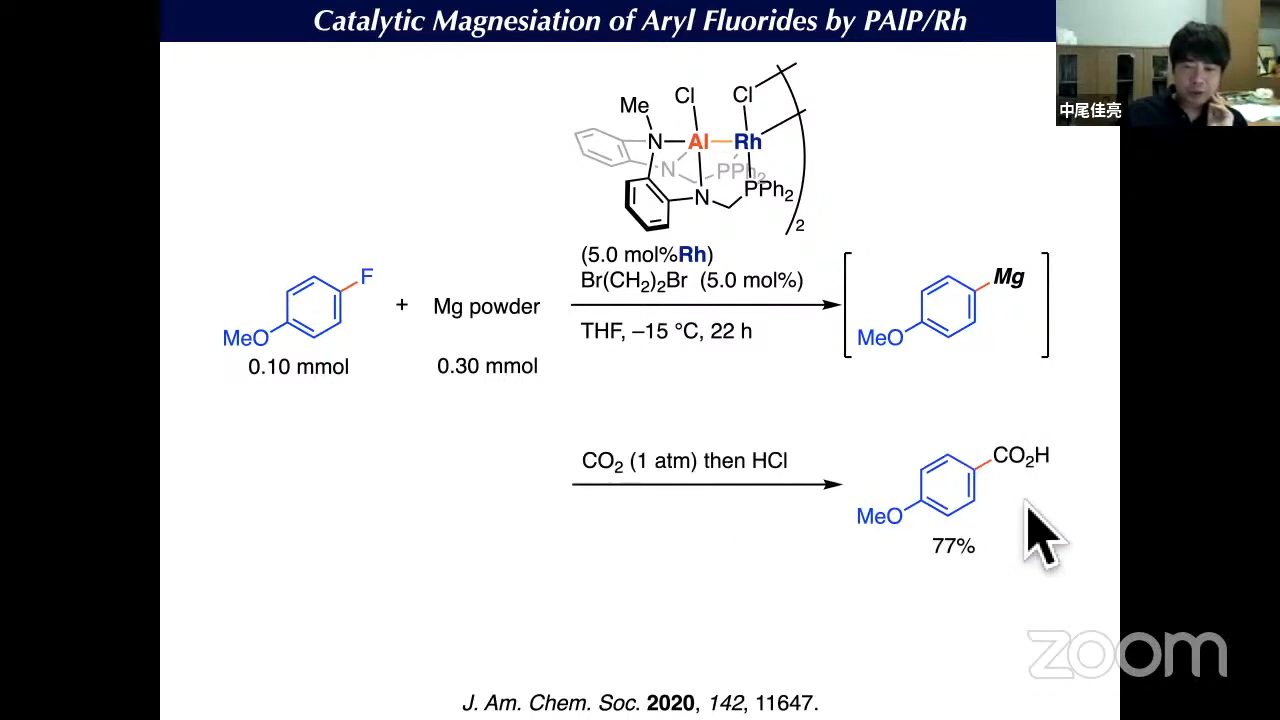 Catalytic Magnesiation of Aryl Fluorides by PAlP/Rh
中尾佳亮
Me
Cl
Cl
N
Al
Rh
N
PPh2
N
PPh2
2
(5.0 mol%Rh)
Br(CH2)2Br (5.0 mol%)
F
+
Mg powder
MeO
THF, –15 °C, 22 h
Mg
MeO
0.10 mmol
0.30 mmol
CO2 (1 atm) then HCl
CO2H
MeO
77%
zoom
J. Am. Chem. Soc. 2020, 142, 11647.